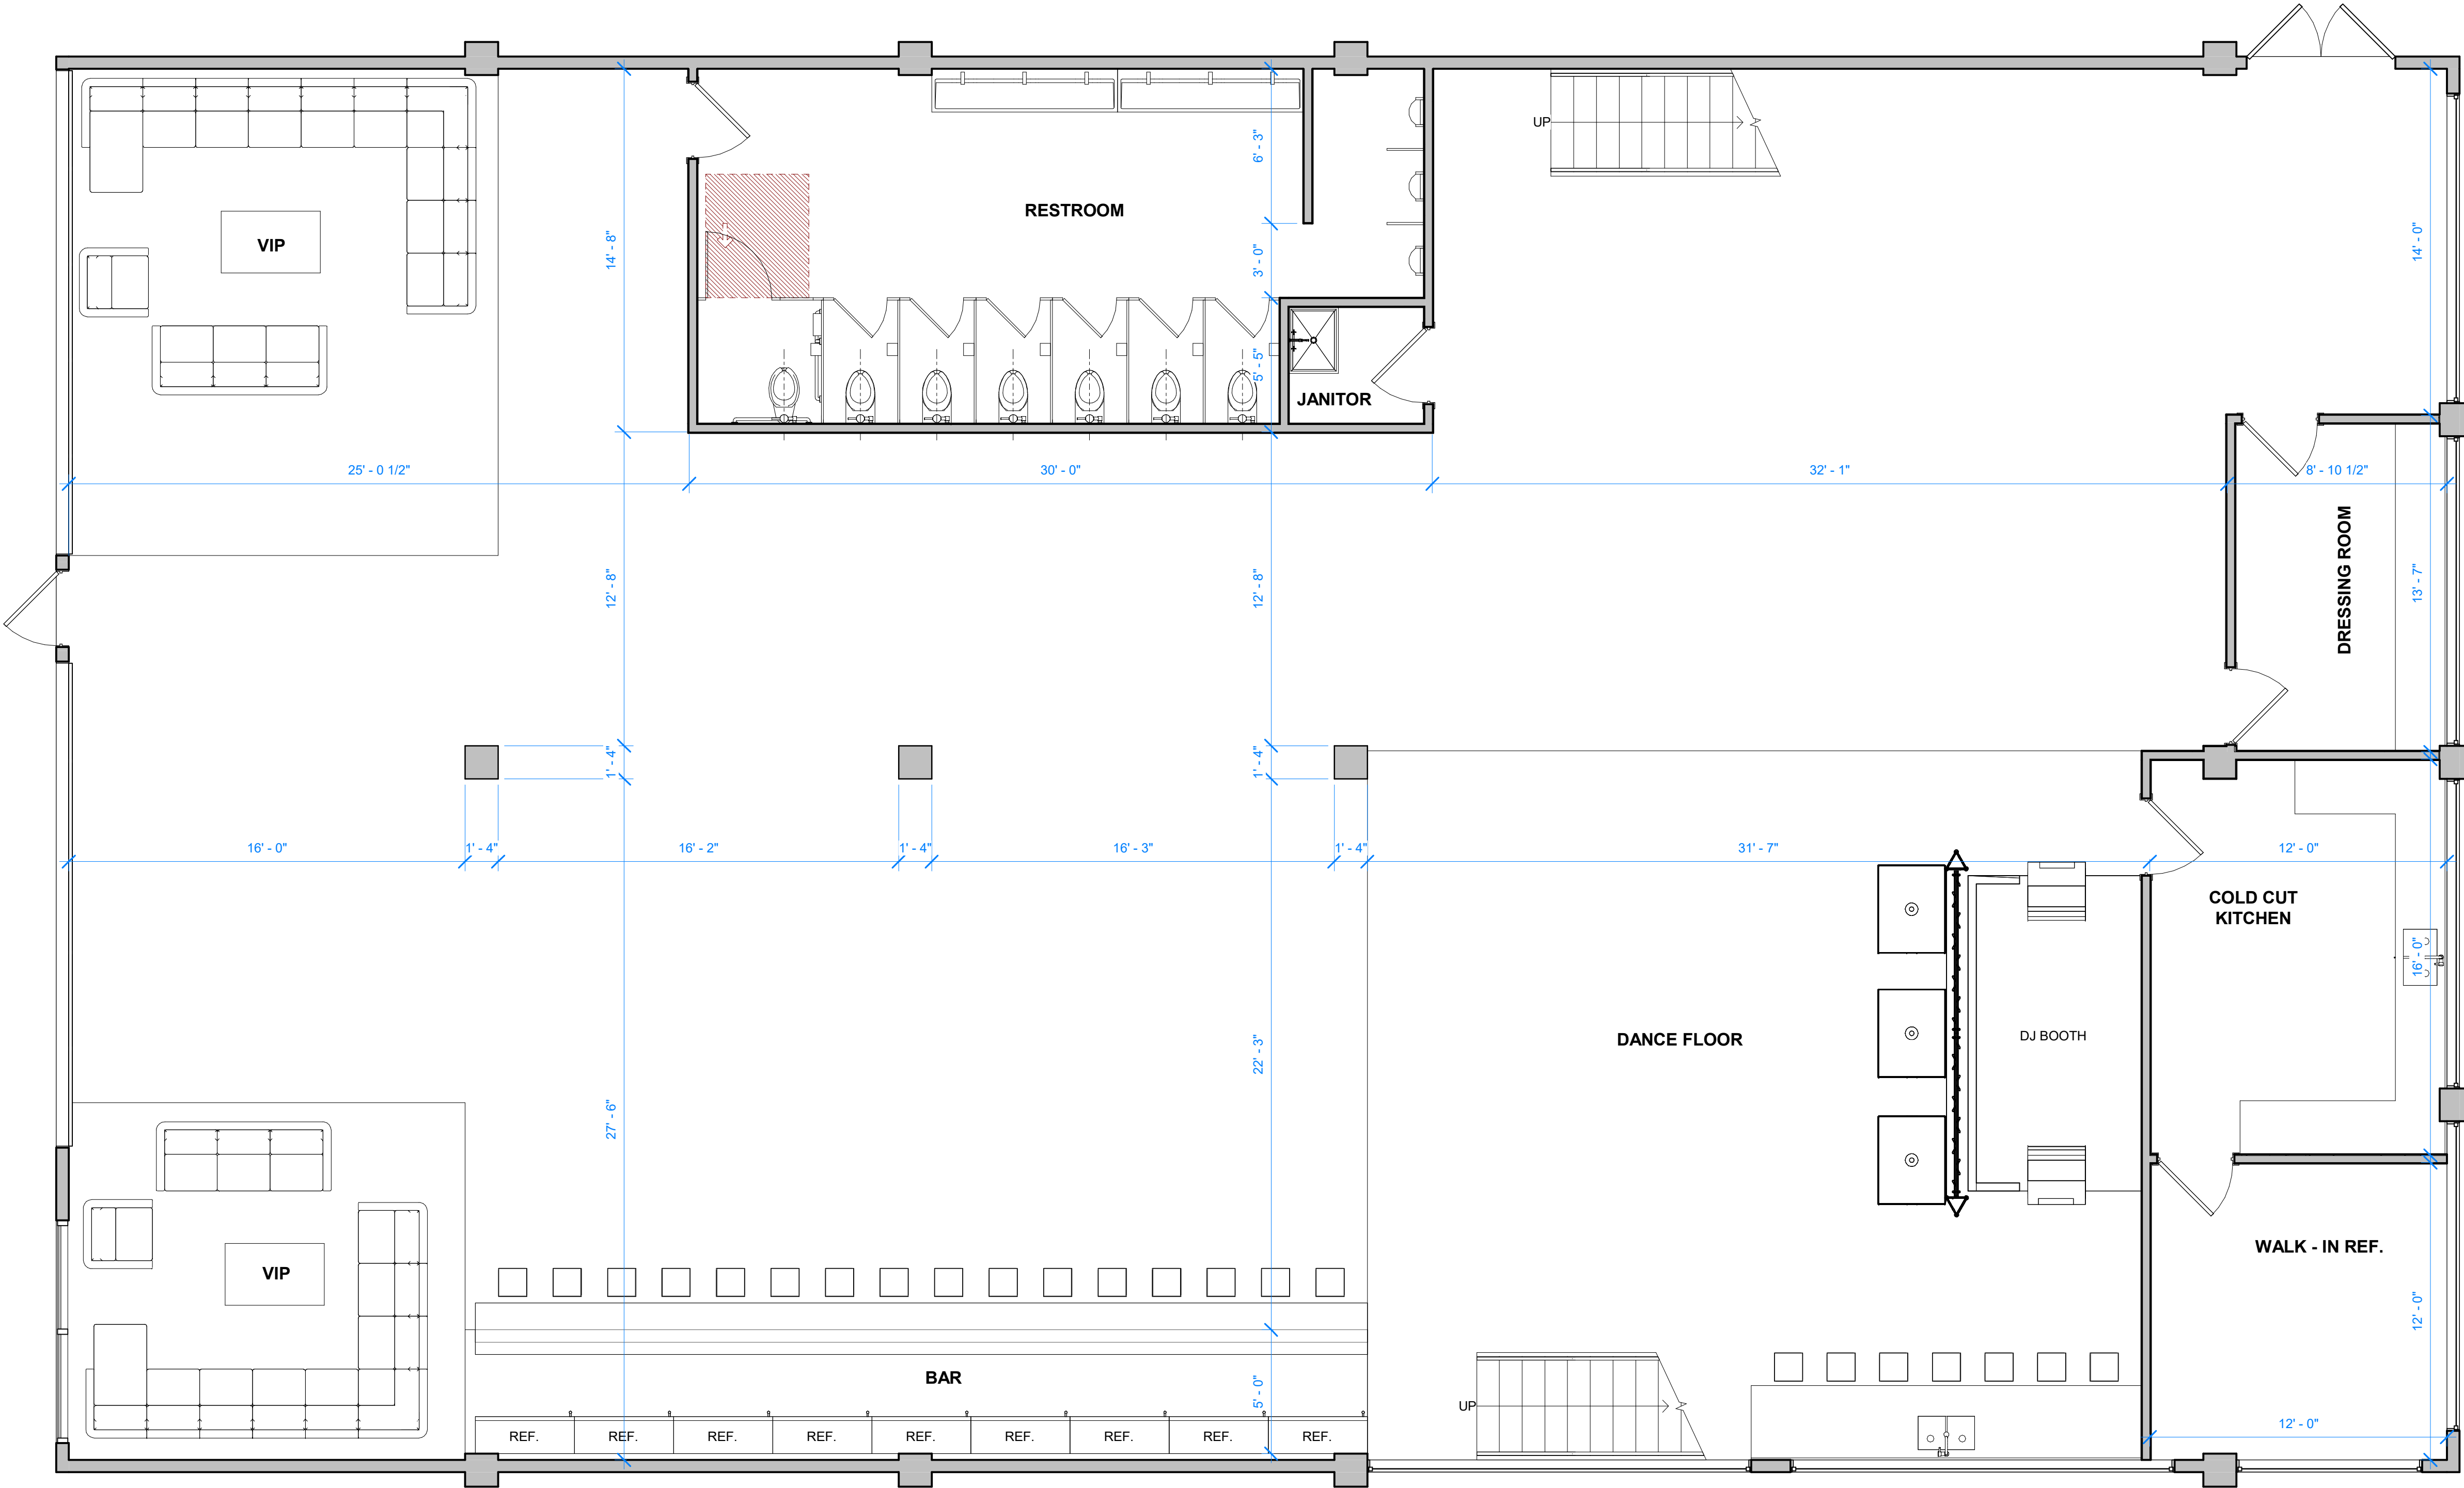 UP
6' - 3"
RESTROOM
VIP
14' - 8"
3' - 0"
14' - 0"
5' - 5"
JANITOR
25' - 0 1/2"
30' - 0"
32' - 1"
8' - 10 1/2"
DRESSING ROOM
12' - 8"
12' - 8"
13' - 7"
1' - 4"
1' - 4"
16' - 0"
1' - 4"
16' - 2"
1' - 4"
16' - 3"
1' - 4"
31' - 7"
12' - 0"
COLD CUT
KITCHEN
16' - 0"
DANCE FLOOR
DJ BOOTH
22' - 3"
27' - 6"
WALK - IN REF.
VIP
12' - 0"
BAR
5' - 0"
UP
12' - 0"
REF.
REF.
REF.
REF.
REF.
REF.
REF.
REF.
REF.